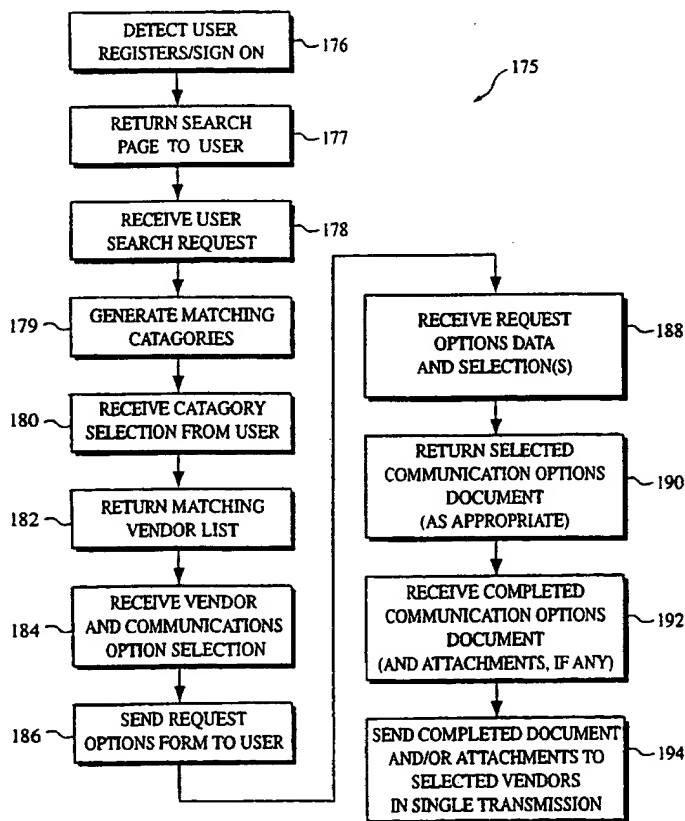 DETECT USER
REGISTERS/SIGN ON
176
175
RETURN SEARCH
PAGE TO USER
177
RECEIVE USER
SEARCH REQUEST
178
179
GENERATE MATCHING
CATAGORIES
180
RECEIVE CATAGORY
SELECTION FROM USER
182
RETURN MATCHING
VENDOR LIST
184
RECEIVE VENDOR
AND COMMUNICATIONS
OPTION SELECTION
186
SEND REQUEST
OPTIONS FORM TO USER
RECEIVE REQUEST
OPTIONS DATA
AND SELECTION(S)
188
RETURN SELECTED
COMMUNICATION OPTIONS
DOCUMENT
(AS APPROPRIATE)
190
RECEIVE COMPLETED
COMMUNICATION OPTIONS
DOCUMENT
(AND ATTACHMENTS, IF ANY)
192
SEND COMPLETED DOCUMENT
AND/OR ATTACHMENTS TO
SELECTED VENDORS
IN SINGLE TRANSMISSION
194